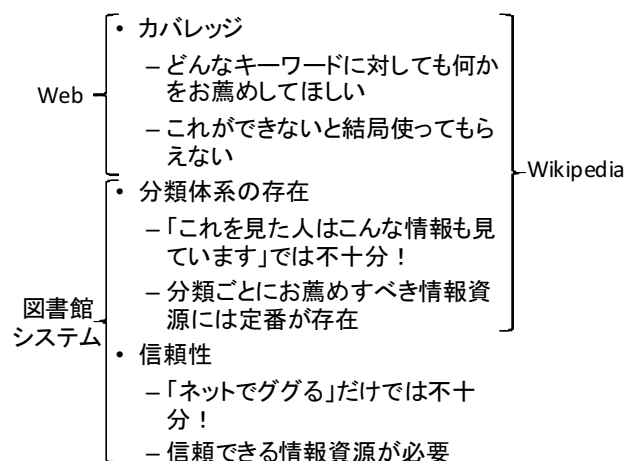 • カバレッジ
– どんなキーワードに対しても何か
をお薦めしてほしい
– これができないと結局使ってもら
えない
Web
• 分類体系の存在
– 「これを見た人はこんな情報も見
ています」では不十分！
– 分類ごとにお薦めすべき情報資
源には定番が存在
Wikipedia
図書館
システム
• 信頼性
– 「ネットでググる」だけでは不十
分！
– 信頼できる情報資源が必要